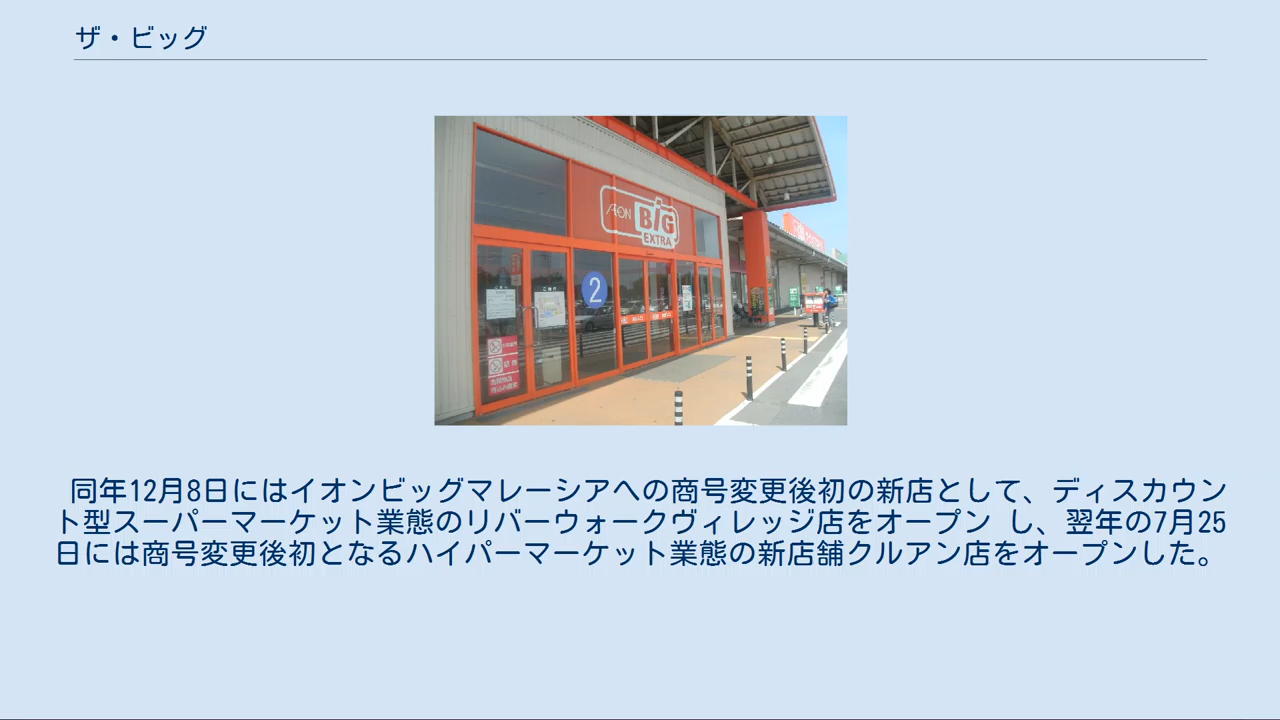 ザ・ビッグ
ÆON
BIG
EXTRA
2
同年12月8日にはイオンビッグマレーシアへの商号変更後初の新店として、ディスカウン
ト型スーパーマーケット業態のリバーウォークヴィレッジ店をオープン し、翌年の7月25
日には商号変更後初となるハイパーマーケット業態の新店舗クルアン店をオープンした。